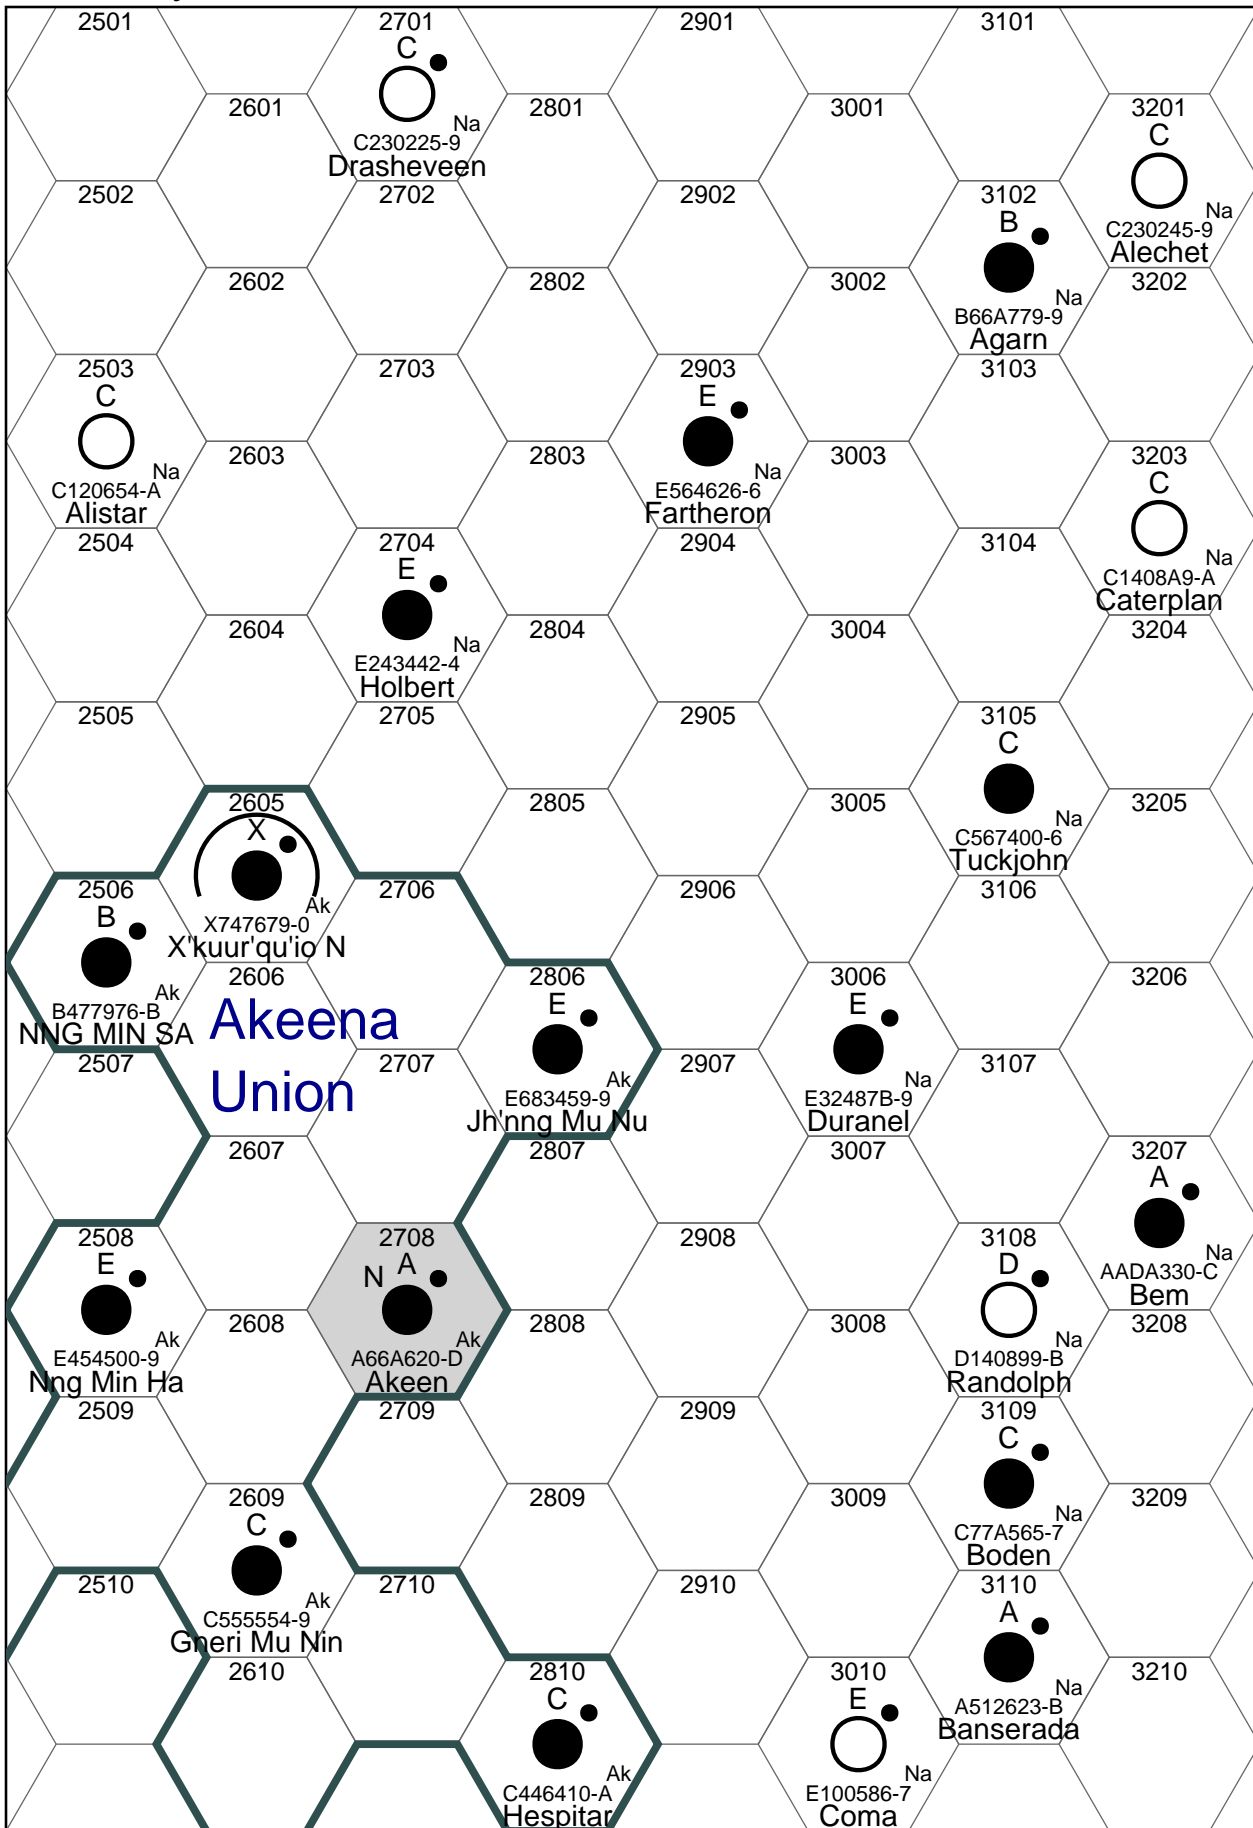 2501
2701
2901
3101
C
2601
2801
3001
3201
Na
C230225-9
Drasheveen
C
2502
2702
2902
3102
Na
C230245-9
Alechet
B
2602
2802
3002
3202
Na
B66A779-9
Agarn
2503
2703
2903
3103
C
E
2603
2803
3003
3203
Na
C120654-A
Alistar
Na
E564626-6
Fartheron
C
2504
2704
2904
3104
E
Na
C1408A9-A
Caterplan
2604
2804
3004
3204
Na
E243442-4
Holbert
2505
2705
2905
3105
C
2605
2805
3005
3205
X
Na
C567400-6
Tuckjohn
2506
2706
2906
3106
B
Ak
X747679-0
X'kuur'qu'io N
2606
2806
3006
3206
Ak
B477976-B
NNG MIN SA
Akeena
Union
E
E
2507
2707
2907
3107
Ak
E683459-9
Jh'nng Mu Nu
Na
E32487B-9
Duranel
2607
2807
3007
3207
A
2508
2708
2908
3108
E
N
A
D
Na
AADA330-C
Bem
2608
2808
3008
3208
Ak
E454500-9
Nng Min Ha
Ak
A66A620-D
Akeen
Na
D140899-B
Randolph
2509
2709
2909
3109
C
2609
2809
3009
3209
C
Na
C77A565-7
Boden
2510
2710
2910
3110
A
Ak
C555554-9
Gneri Mu Nin
2610
2810
3010
3210
C
E
Na
A512623-B
Banserada
Ak
C446410-A
Hespitar
Na
E100586-7
Coma